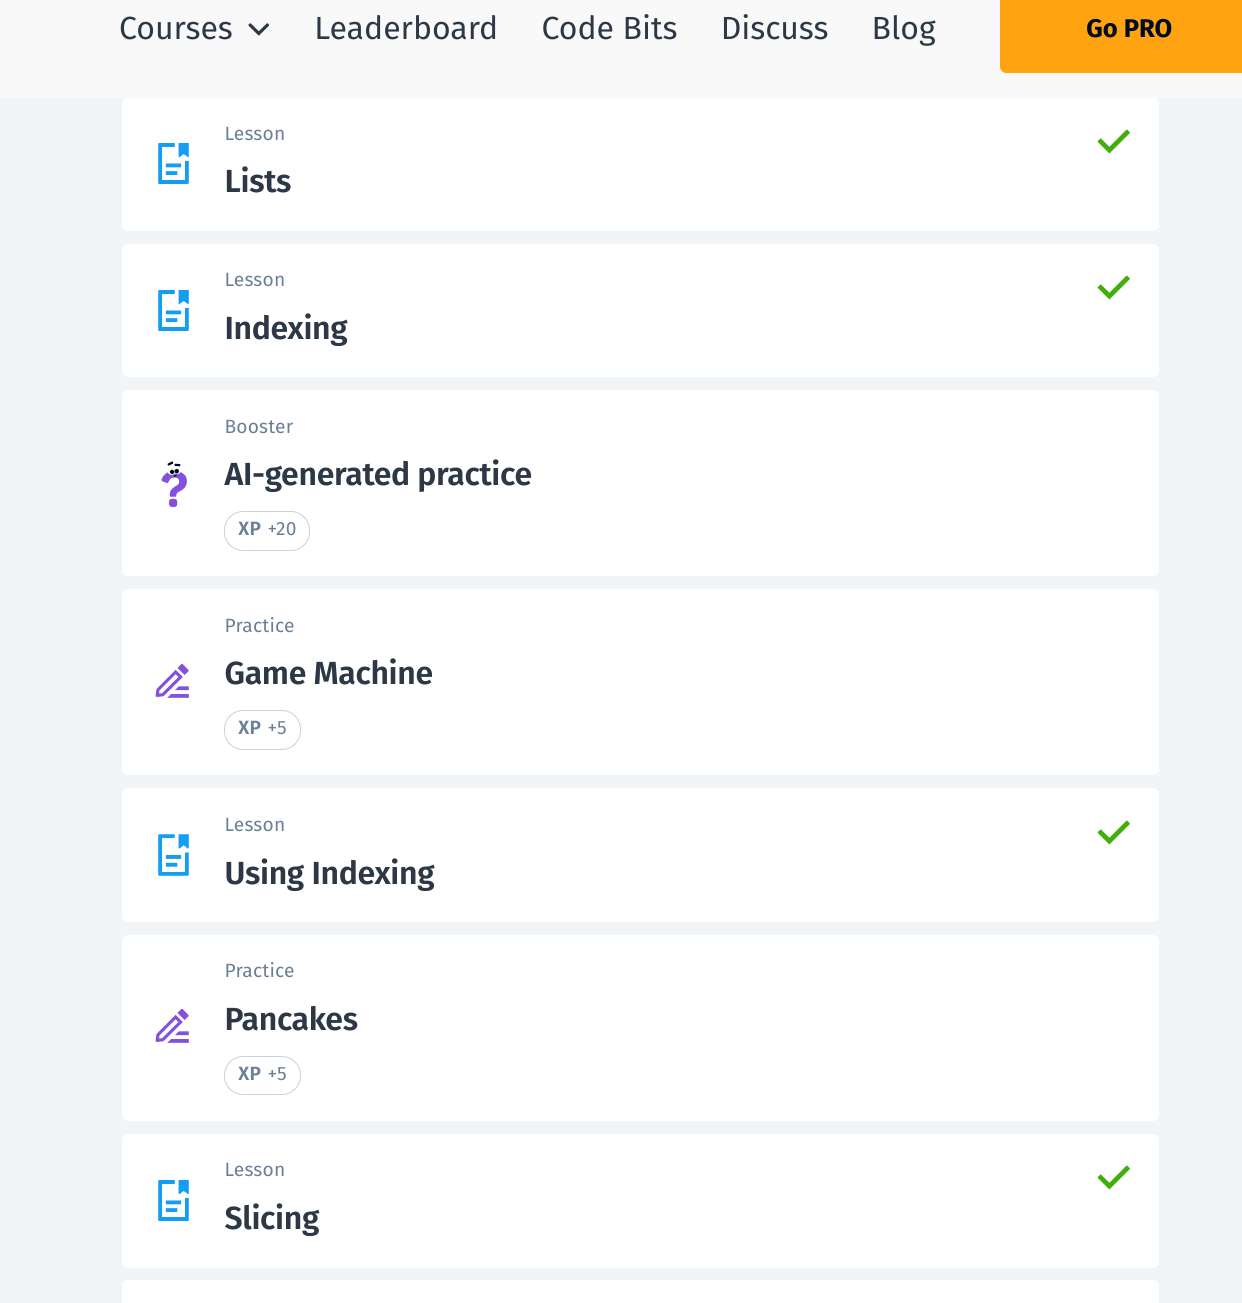 Courses Leaderboard Code Bits Discuss Blog Go PRO
Lesson
Lists
Lesson
Indexing
Booster
AI-generated practice
XP +20
Practice
Game Machine
XP +5
Lesson
Using Indexing
Practice
Pancakes
XP +5
Lesson
Slicing